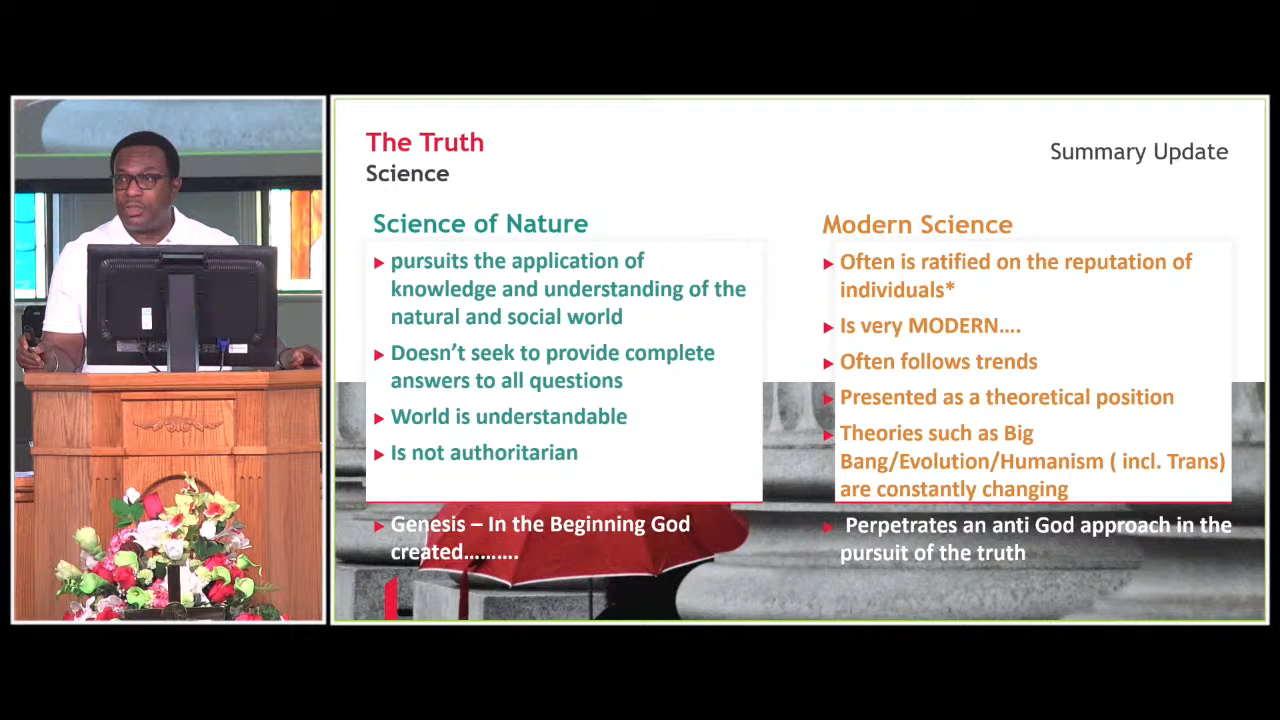 The Truth
Science
Summary Update
Science of Nature
pursuits the application of
knowledge and understanding of the
natural and social world
Doesn't seek to provide complete
answers to all questions
World is understandable
Is not authoritarian
Genesis – In the Beginning God
created..........
Modern Science
Often is ratified on the reputation of
individuals*
Is very MODERN....
Often follows trends
Presented as a theoretical position
Theories such as Big
Bang/Evolution/Humanism ( incl. Trans)
are constantly changing
Perpetrates an anti God approach in the
pursuit of the truth